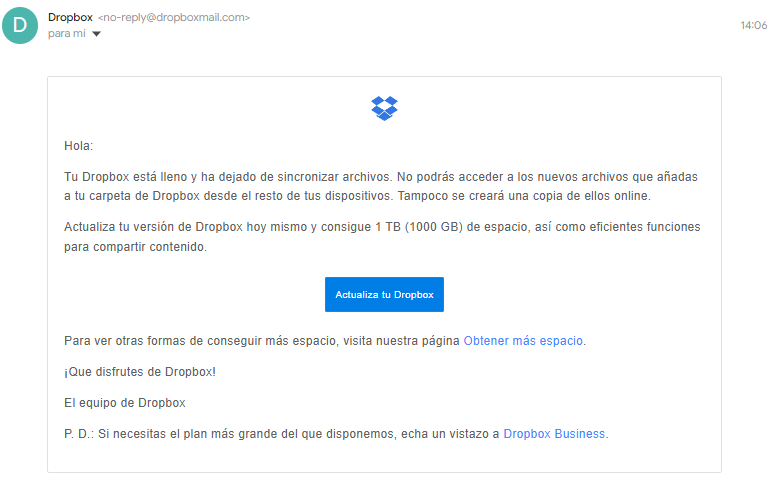 D
Dropbox <no-reply@dropboxmail.com>
para mí
14:06
Hola:
Tu Dropbox está lleno y ha dejado de sincronizar archivos. No podrás acceder a los nuevos archivos que añadas
a tu carpeta de Dropbox desde el resto de tus dispositivos. Tampoco se creará una copia de ellos online.
Actualiza tu versión de Dropbox hoy mismo y consigue 1 TB (1000 GB) de espacio, así como eficientes funciones
para compartir contenido.
Actualiza tu Dropbox
Para ver otras formas de conseguir más espacio, visita nuestra página Obtener más espacio.
¡Que disfrutes de Dropbox!
El equipo de Dropbox
P. D.: Si necesitas el plan más grande del que disponemos, echa un vistazo a Dropbox Business.